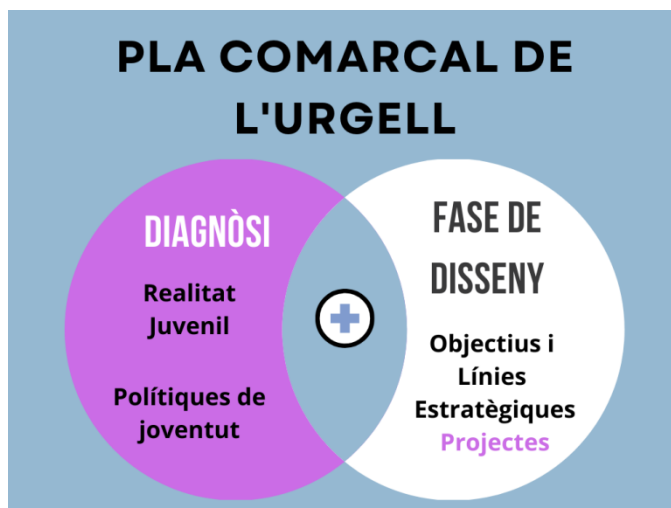 PLA COMARCAL DE
L'URGELL
DIAGNÒSI
Realitat
Juvenil
Polítiques de
joventut
FASE DE
DISSENY
Objectius i
Línies
Estratègiques
Projectes